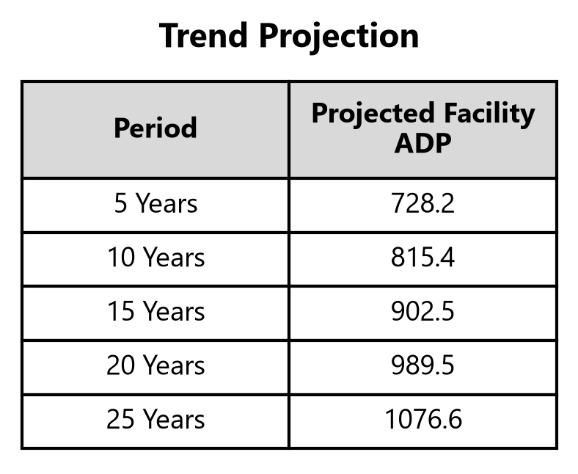 Trend Projection
Period
Projected Facility
ADP
5 Years 728.2
10 Years 815.4
15 Years 902.5
20 Years 989.5
25 Years 1076.6